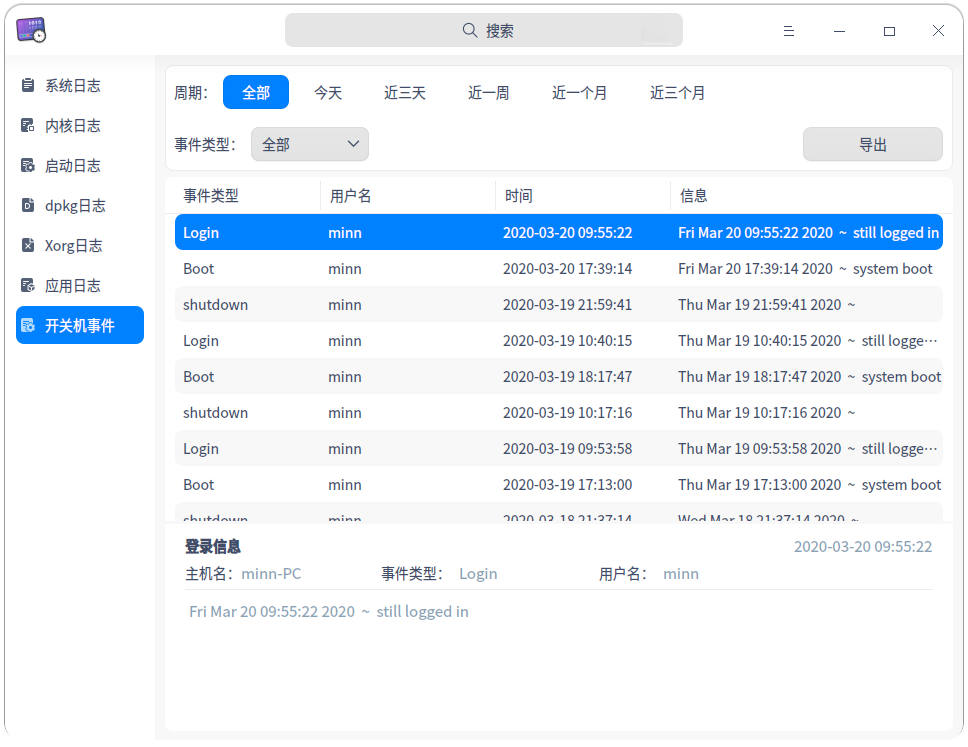 搜索
系统日志
内核日志
启动日志
dpkg日志
Xorg日志
应用日志
开关机事件
周期： 全部 今天 近三天 近一周 近一个月 近三个月
事件类型： 全部 导出
事件类型 用户名 时间 信息
Login minn 2020-03-20 09:55:22 Fri Mar 20 09:55:22 2020 ~ still logged in
Boot minn 2020-03-20 17:39:14 Fri Mar 20 17:39:14 2020 ~ system boot
shutdown minn 2020-03-19 21:59:41 Thu Mar 19 21:59:41 2020 ~
Login minn 2020-03-19 10:40:15 Thu Mar 19 10:40:15 2020 ~ still logge…
Boot minn 2020-03-19 18:17:47 Thu Mar 19 18:17:47 2020 ~ system boot
shutdown minn 2020-03-19 10:17:16 Thu Mar 19 10:17:16 2020 ~
Login minn 2020-03-19 09:53:58 Thu Mar 19 09:53:58 2020 ~ still logge…
Boot minn 2020-03-19 17:13:00 Thu Mar 19 17:13:00 2020 ~ system boot
shutdown minn 2020-03-18 21:37:14 Wed Mar 18 21:37:14 2020 ~
登录信息 2020-03-20 09:55:22
主机名： minn-PC 事件类型： Login 用户名： minn
Fri Mar 20 09:55:22 2020 ~ still logged in